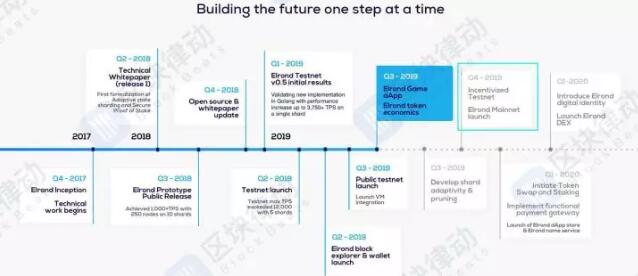 Building the future one step at a time
Q2 - 2018
Technical
Whitepaper
(release 1)
First formalization of
Adaptive state
sharding and Secure
Proof of Stake
Q4 - 2018
Open source &
whitepaper
update
Q1 - 2019
Elrond Testnet
v0.5 initial results
Validating new implementation
in Golang with performance
increase up to 3,750+ TPS on
a single shard
Q3 - 2019
Elrond Game
dApp
Elrond token
economics
Q4 - 2019
Incentivized
Testnet
Elrond Mainnet
launch
Q2-2020
Introduce Elrond
digital identity
Launch Elrond
DEX
2017
2018
2019
Q4 - 2017
Elrond Inception
Technical
work begins
Q3 - 2018
Elrond Prototype
Public Release
Achieved 1,000+TPS with
250 nodes on 10 shards
Q2 - 2019
Testnet launch
Testnet max TPS
exceeded 12,000
with 5 shards
Q2 - 2019
Elrond block
explorer & wallet
launch
Q3 - 2019
Public testnet
launch
Launch VM
integration
Q3 - 2019
Develop shard
adaptivity &
pruning
Q1 - 2020
Initiate Token
Swap and Staking
Implement functional
payment gateway
Launch of Elrond dApp store
& Elrond name service
区块律动
BlockBeats